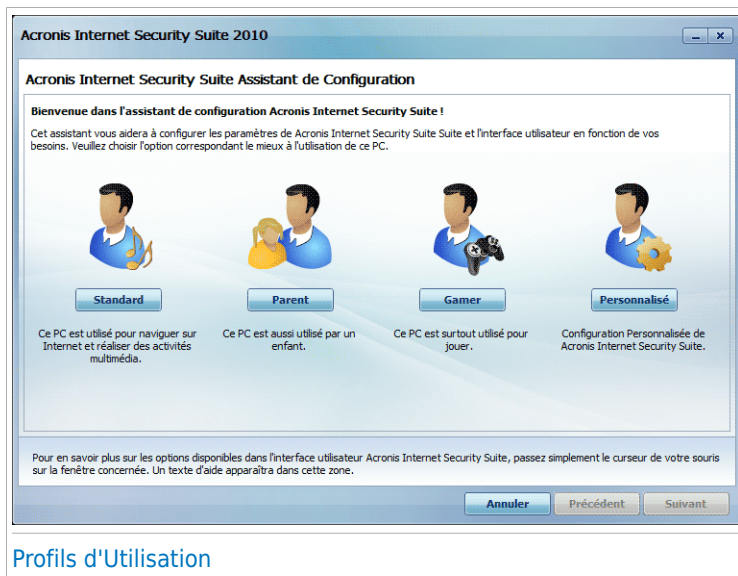 Acronis Internet Security Suite 2010
Acronis Internet Security Suite Assistant de Configuration
Bienvenue dans l'assistant de configuration Acronis Internet Security Suite !
Cet assistant vous aidera à configurer les paramètres de Acronis Internet Security Suite Suite et l'interface utilisateur en fonction de vos
besoins. Veuillez choisir l'option correspondant le mieux à l'utilisation de ce PC.
Standard
Parent
Gamer
Personnalisé
Ce PC est utilisé pour naviguer sur
Internet et réaliser des activités
multimédia.
Ce PC est aussi utilisé par un
enfant.
Ce PC est surtout utilisé pour
jouer.
Configuration Personnalisée de
Acronis Internet Security Suite.
Pour en savoir plus sur les options disponibles dans l'interface utilisateur Acronis Internet Security Suite, passez simplement le curseur de votre souris
sur la fenêtre concernée. Un texte d'aide apparaîtra dans cette zone.
Annuler
Précédent
Suivant
Profils d'Utilisation